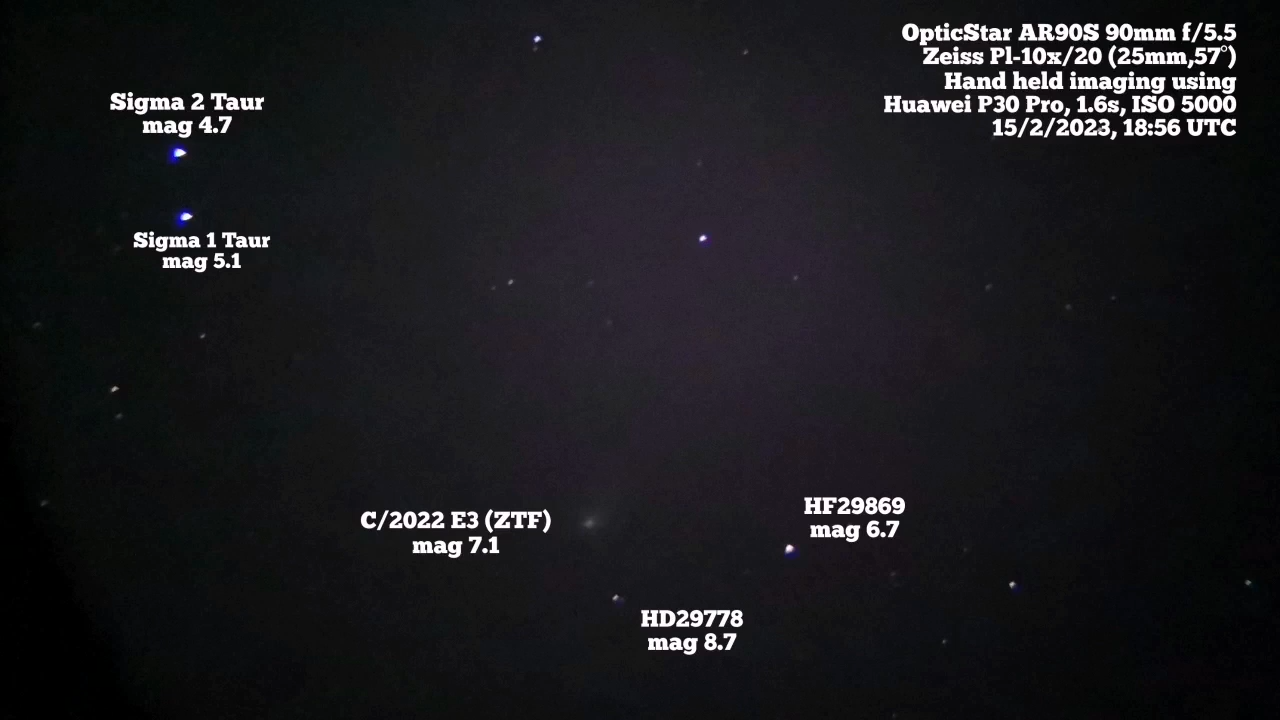 OpticStar AR90S 90mm f/5.5
Zeiss Pl-10x/20 (25mm,57°)
Hand held imaging using
Huawei P30 Pro, 1.6s, ISO 5000
15/2/2023, 18:56 UTC
Sigma 2 Taur
mag 4.7
Sigma 1 Taur
mag 5.1
C/2022 E3 (ZTF)
mag 7.1
HF29869
mag 6.7
HD29778
mag 8.7